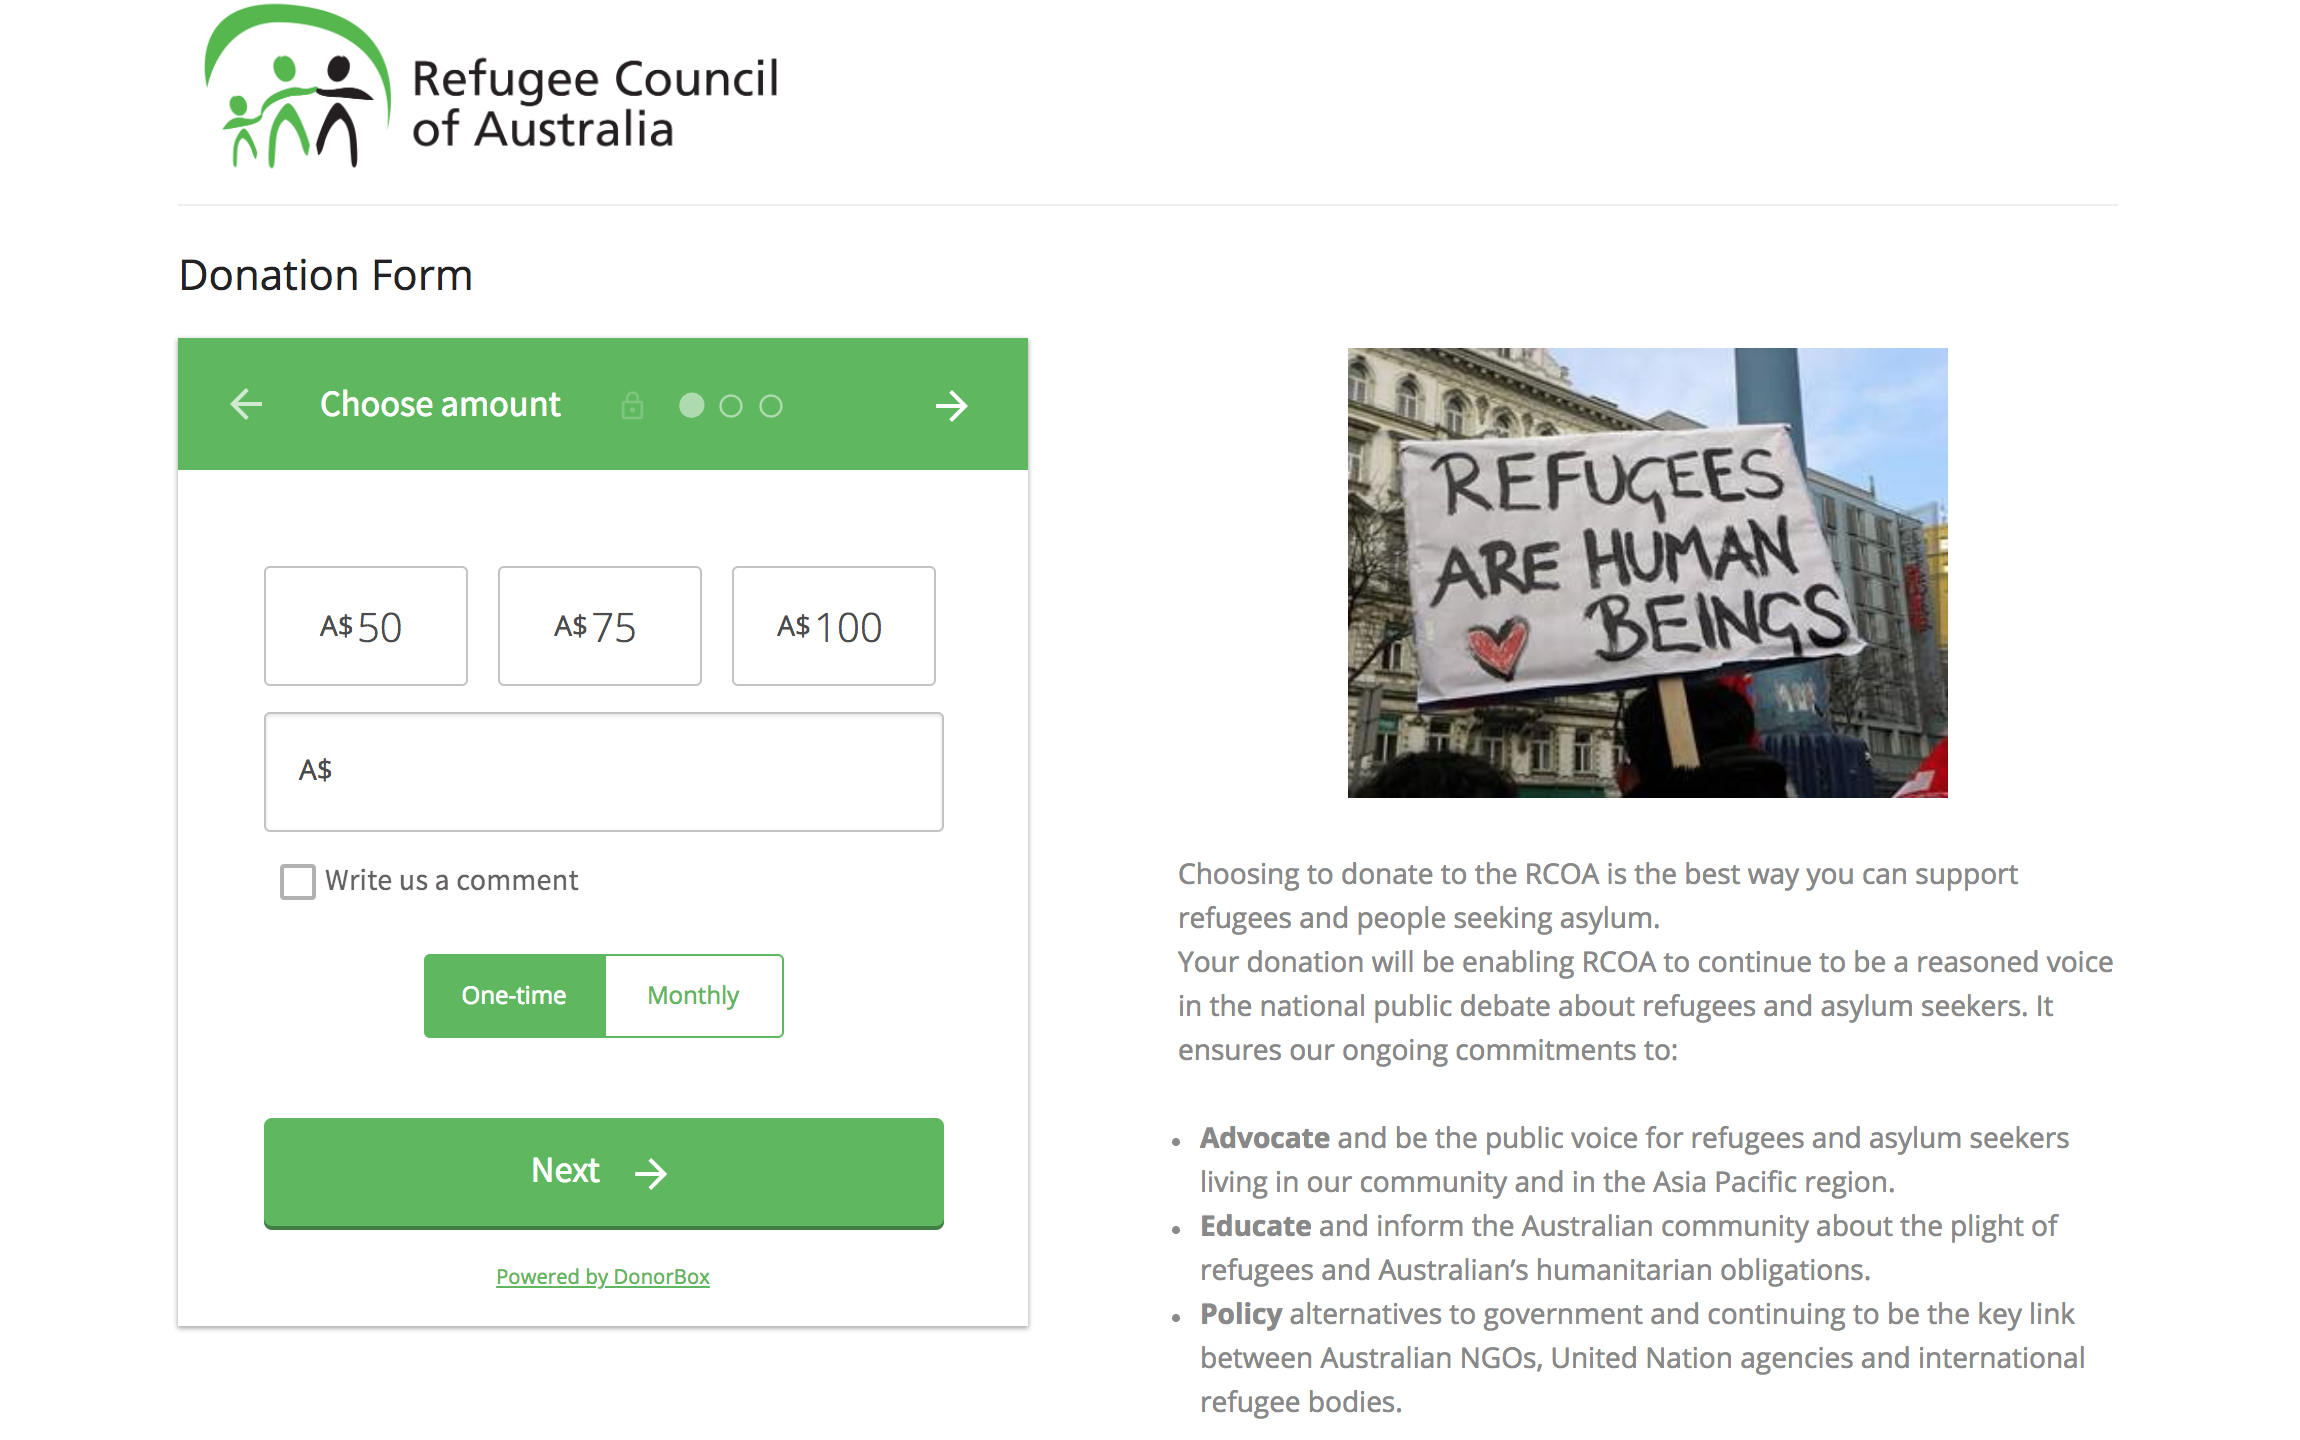 Refugee Council
of Australia
Donation Form
Choose amount
A$50
A$75
A$100
A$
Write us a comment
One-time
Monthly
Next
Powered by DonorBox
REFUGEES
ARE HUMAN
BEINGS
Choosing to donate to the RCOA is the best way you can support
refugees and people seeking asylum.
Your donation will be enabling RCOA to continue to be a reasoned voice
in the national public debate about refugees and asylum seekers. It
ensures our ongoing commitments to:
• Advocate and be the public voice for refugees and asylum seekers
living in our community and in the Asia Pacific region.
• Educate and inform the Australian community about the plight of
refugees and Australian’s humanitarian obligations.
• Policy alternatives to government and continuing to be the key link
between Australian NGOs, United Nation agencies and international
refugee bodies.